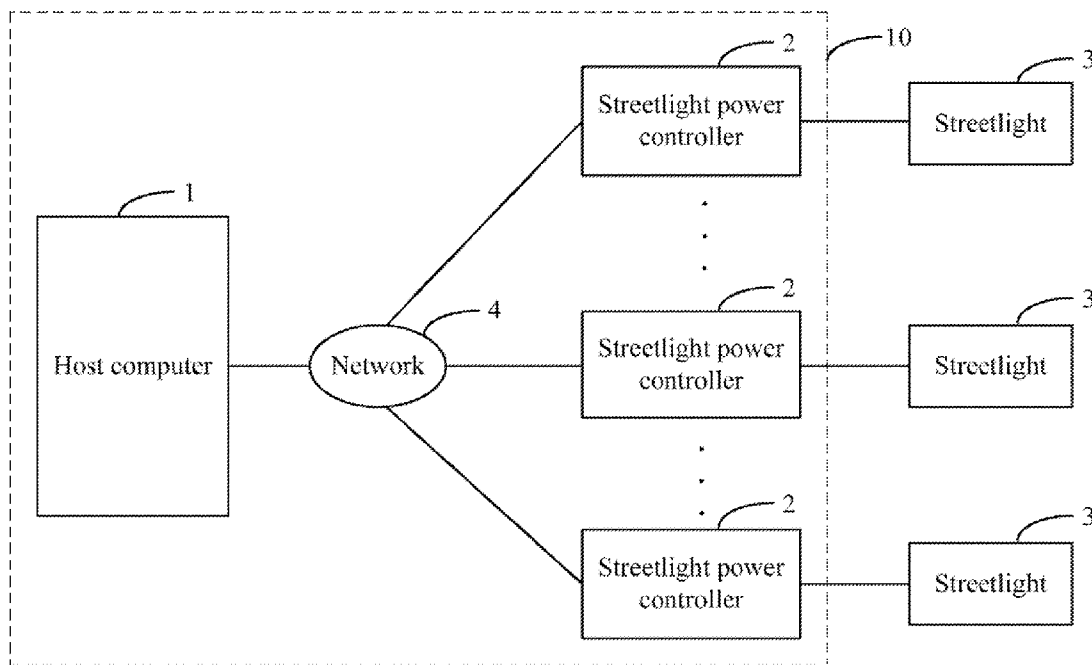 2
10
3
Streetlight power
controller
Streetlight
1
2
3
4
Host computer
Network
Streetlight power
controller
Streetlight
2
3
Streetlight power
controller
Streetlight